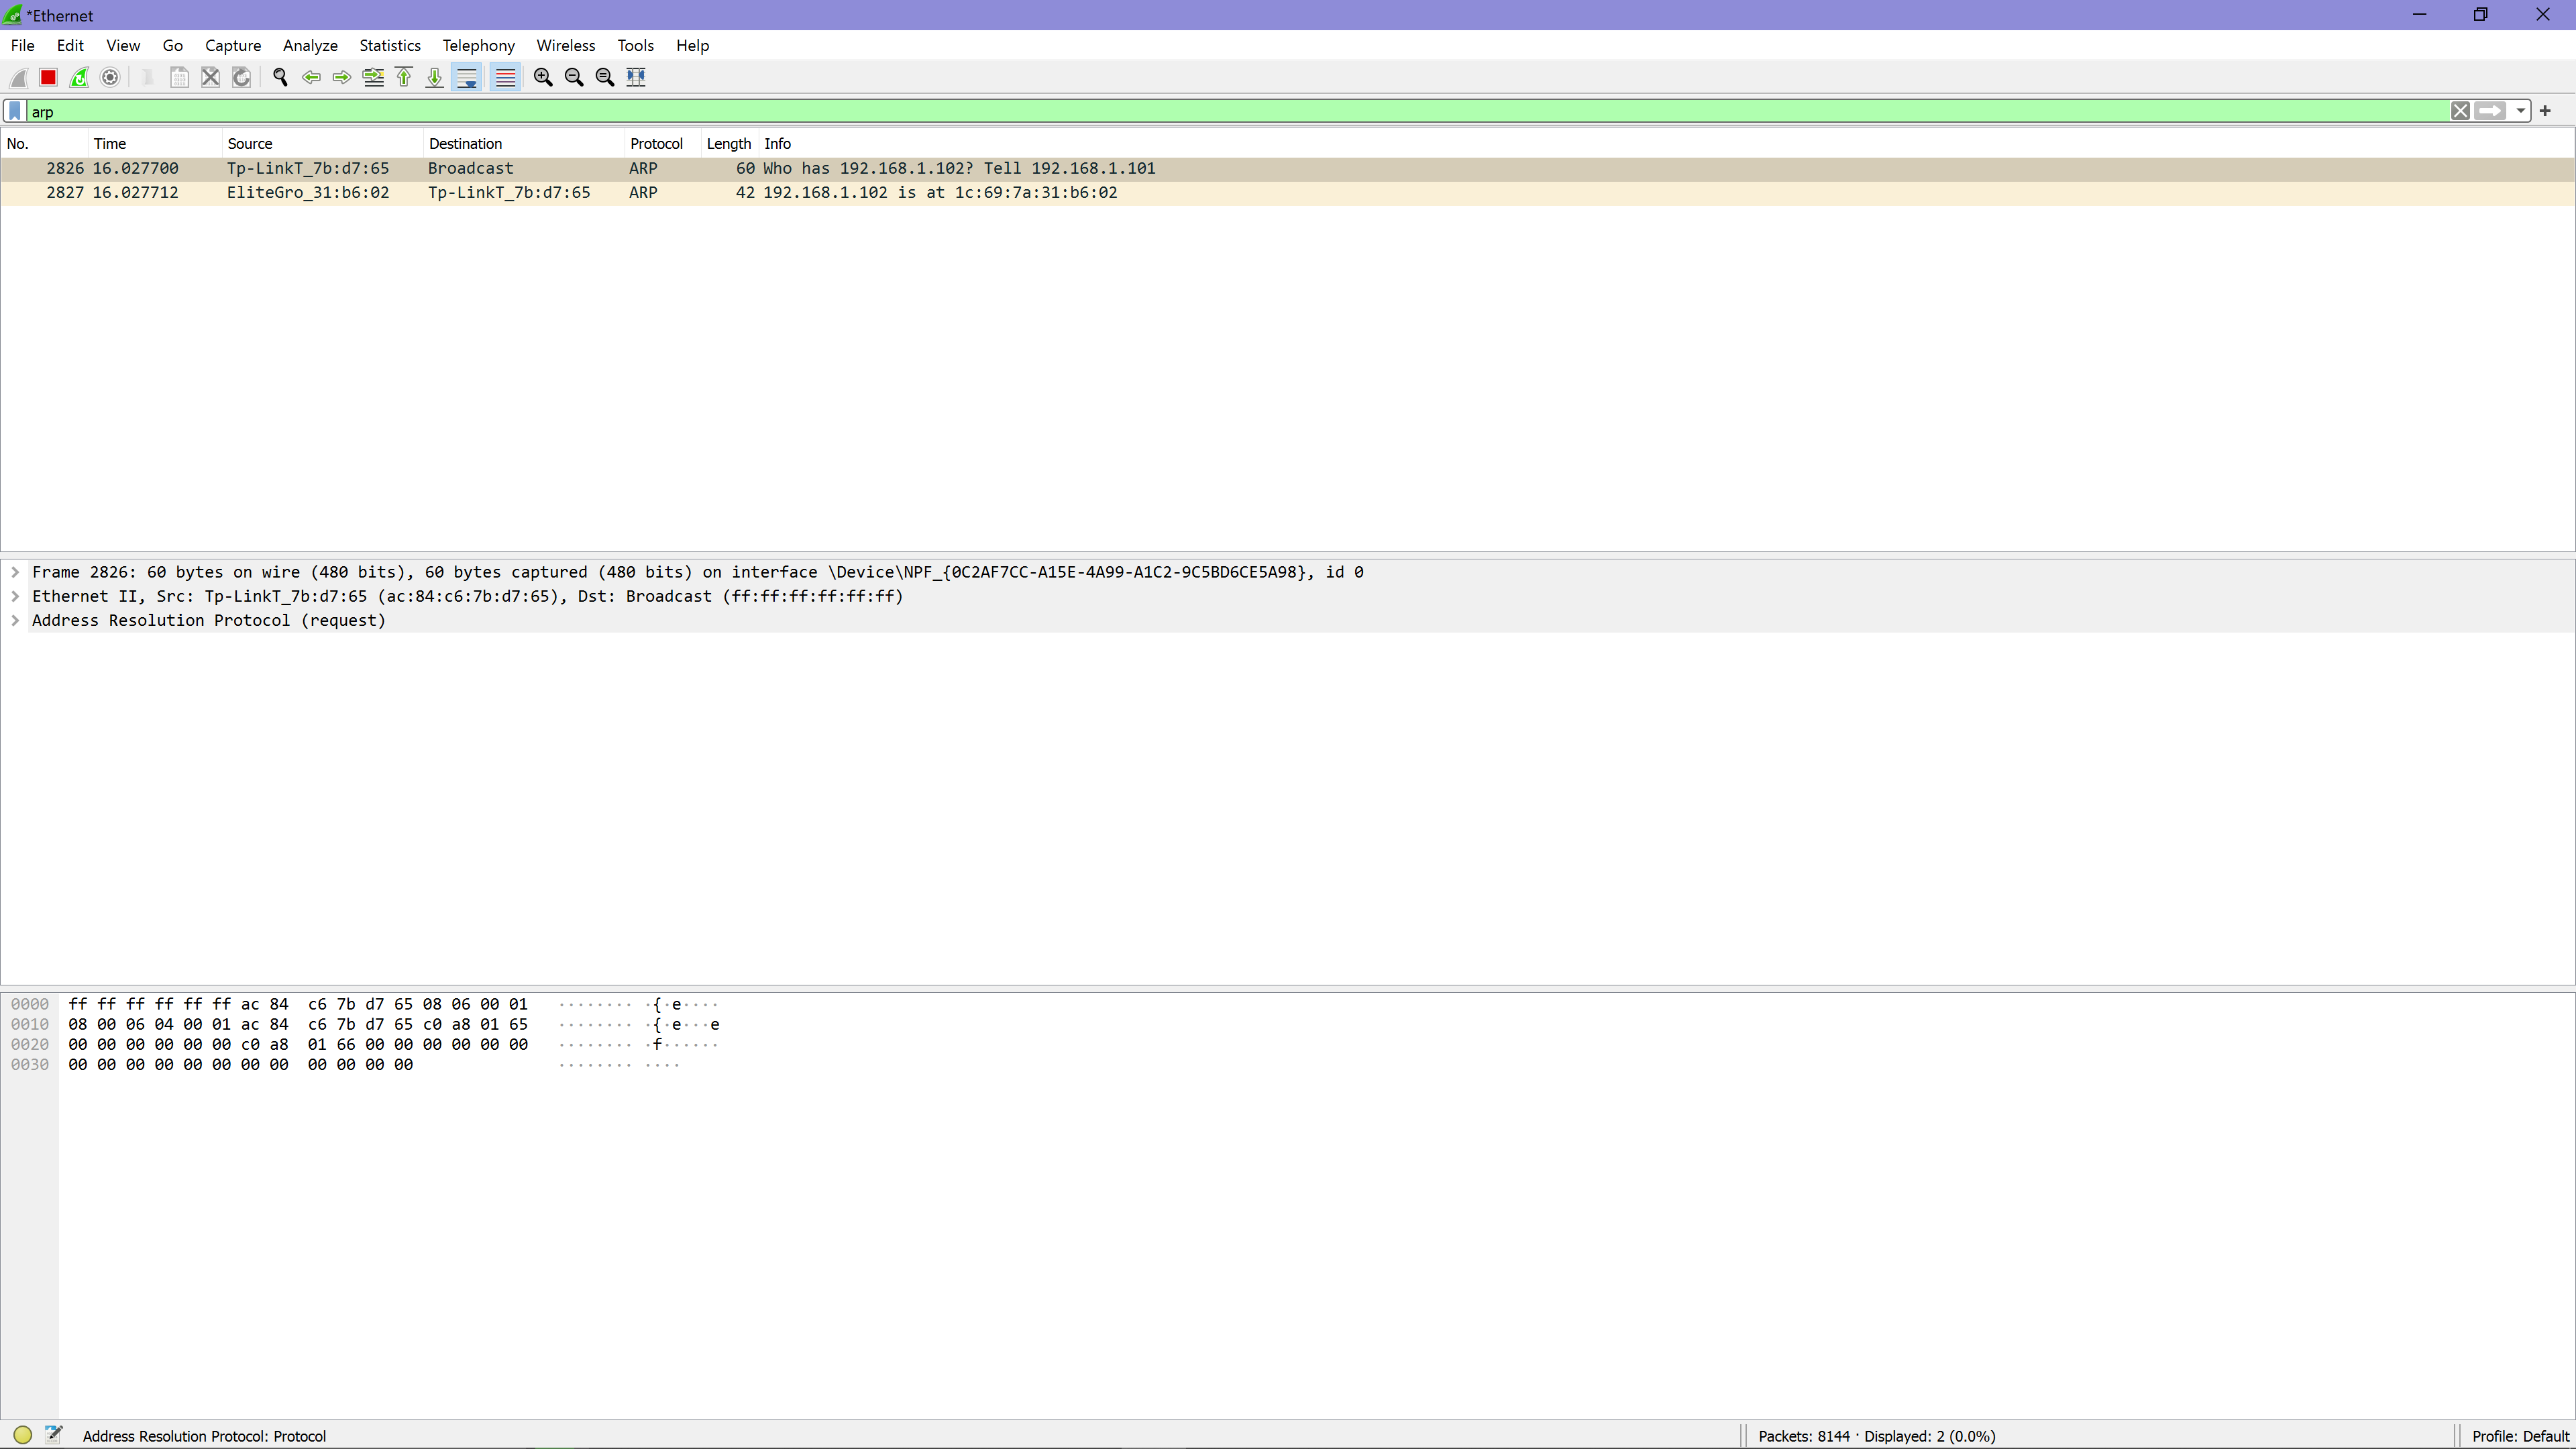 *Ethernet
File Edit View Go Capture Analyze Statistics Telephony Wireless Tools Help
arp
No. Time Source Destination Protocol Length Info
2826 16.027700 Tp-LinkT_7b:d7:65 Broadcast ARP 60 Who has 192.168.1.102? Tell 192.168.1.101
2827 16.027712 EliteGro_31:b6:02 Tp-LinkT_7b:d7:65 ARP 42 192.168.1.102 is at 1c:69:7a:31:b6:02
Frame 2826: 60 bytes on wire (480 bits), 60 bytes captured (480 bits) on interface \Device\NPF_{0C2AF7CC-A15E-4A99-A1C2-9C5BD6CE5A98}, id 0
Ethernet II, Src: Tp-LinkT_7b:d7:65 (ac:84:c6:7b:d7:65), Dst: Broadcast (ff:ff:ff:ff:ff:ff)
Address Resolution Protocol (request)
0000 ff ff ff ff ff ff ac 84 c6 7b d7 65 08 06 00 01 ········ ·{·e····
0010 08 00 06 04 00 01 ac 84 c6 7b d7 65 c0 a8 01 65 ········ ·{·e···e
0020 00 00 00 00 00 00 c0 a8 01 66 00 00 00 00 00 00 ········ ·f······
0030 00 00 00 00 00 00 00 00 00 00 00 00 ········ ····
Address Resolution Protocol: Protocol
Packets: 8144 · Displayed: 2 (0.0%)
Profile: Default